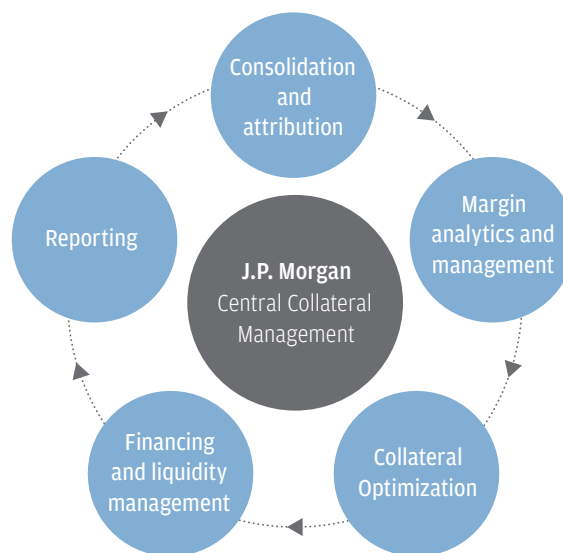 Consolidation
and
attribution
Margin
analytics and
management
Collateral
Optimization
Financing
and liquidity
management
Reporting
J.P. Morgan
Central Collateral
Management